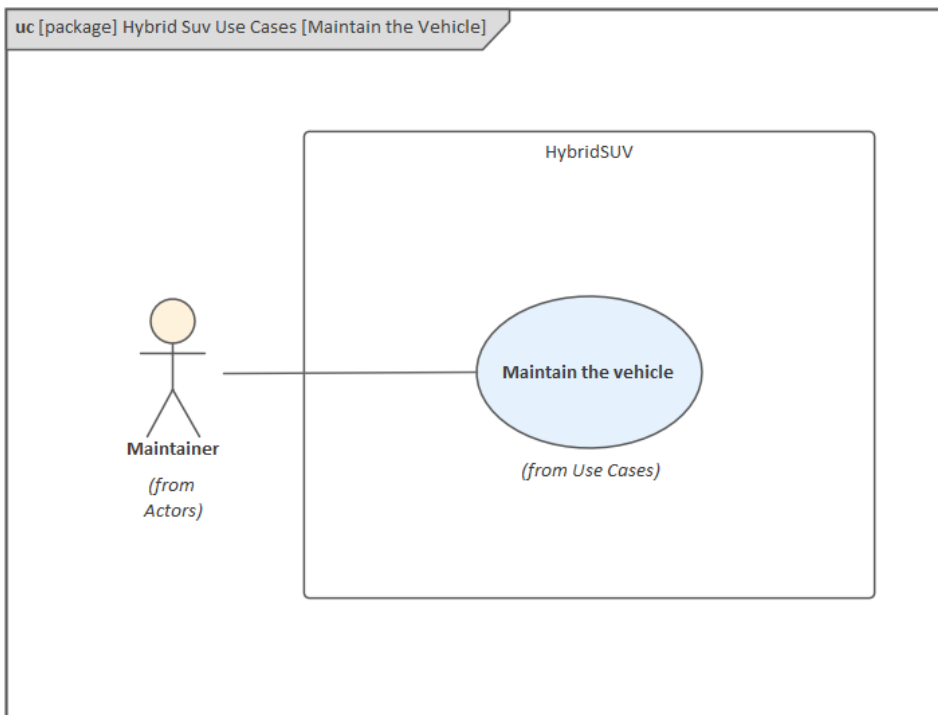 uc [package] Hybrid Suv Use Cases [Maintain the Vehicle]
HybridSUV
Maintain the vehicle
(from Use Cases)
Maintainer
(from
Actors)